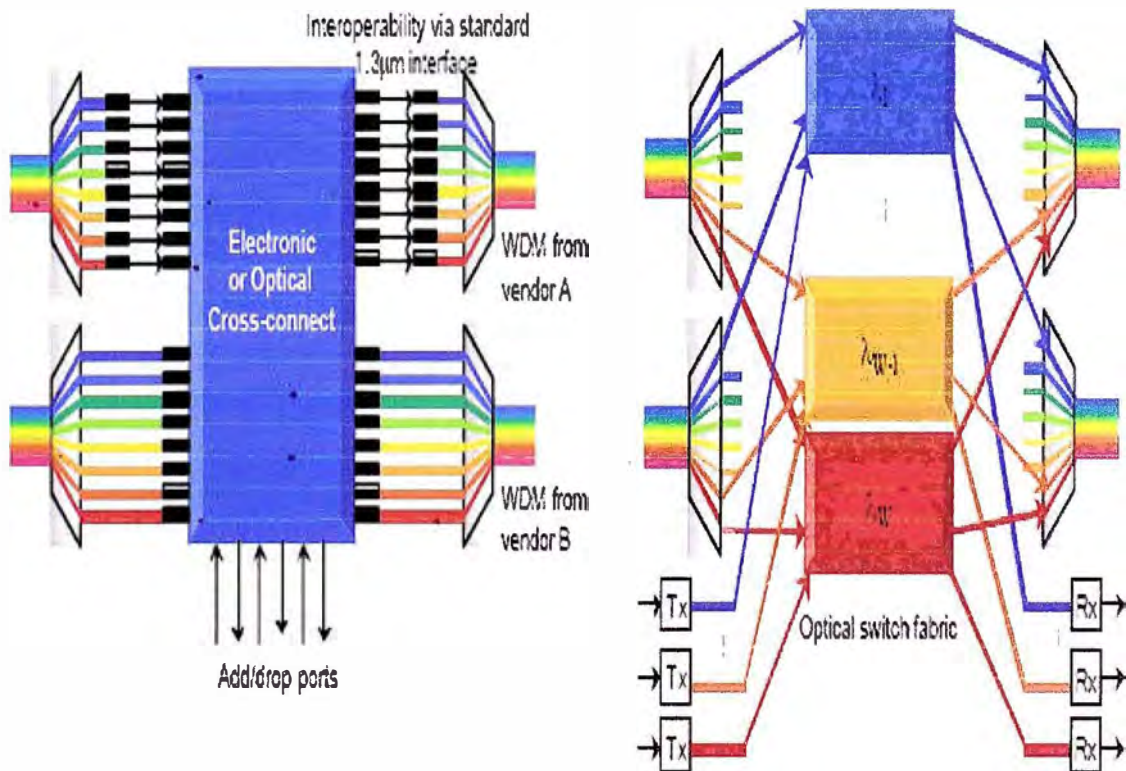 Interoperability via standard
1.3µm interface
Electronic
or Optical
Cross-connect
WDM from
vendor A
WDM from
vendor B
Add/drop ports
λ1
λW-1
λW
Optical switch fabric
Tx
Tx
Tx
Rx
Rx
Rx